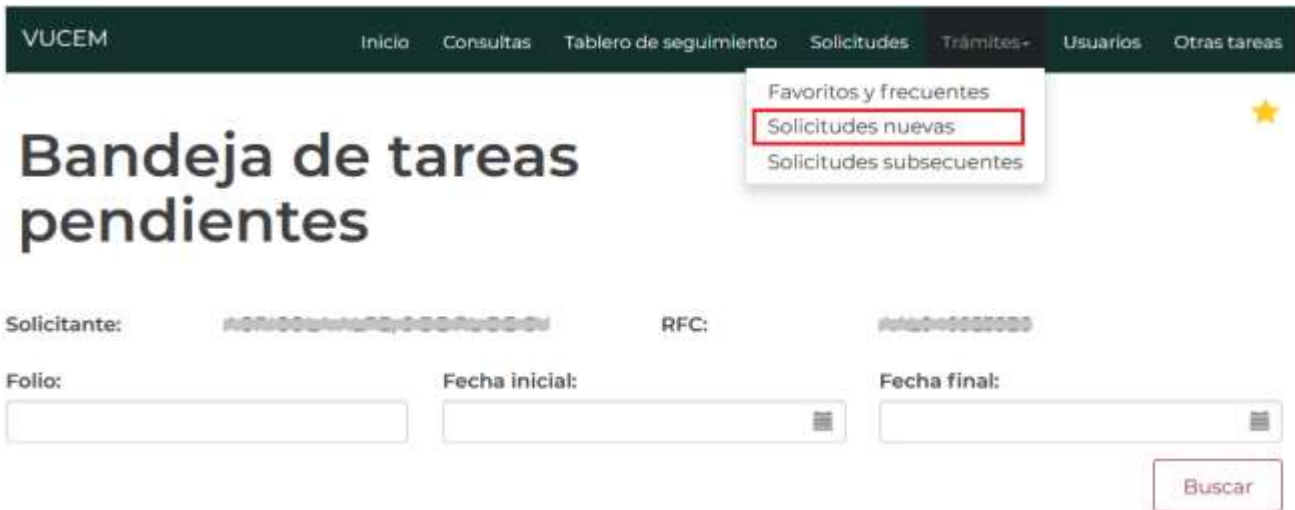 VUCEM Inicio Consultas Tablero de seguimiento Solicitudes Trámites Usuarios Otras tareas
Favoritos y frecuentes
Solicitudes nuevas
Solicitudes subsecuentes
Bandeja de tareas
pendientes
Solicitante: RFC:
Folio: Fecha inicial: Fecha final:
Buscar